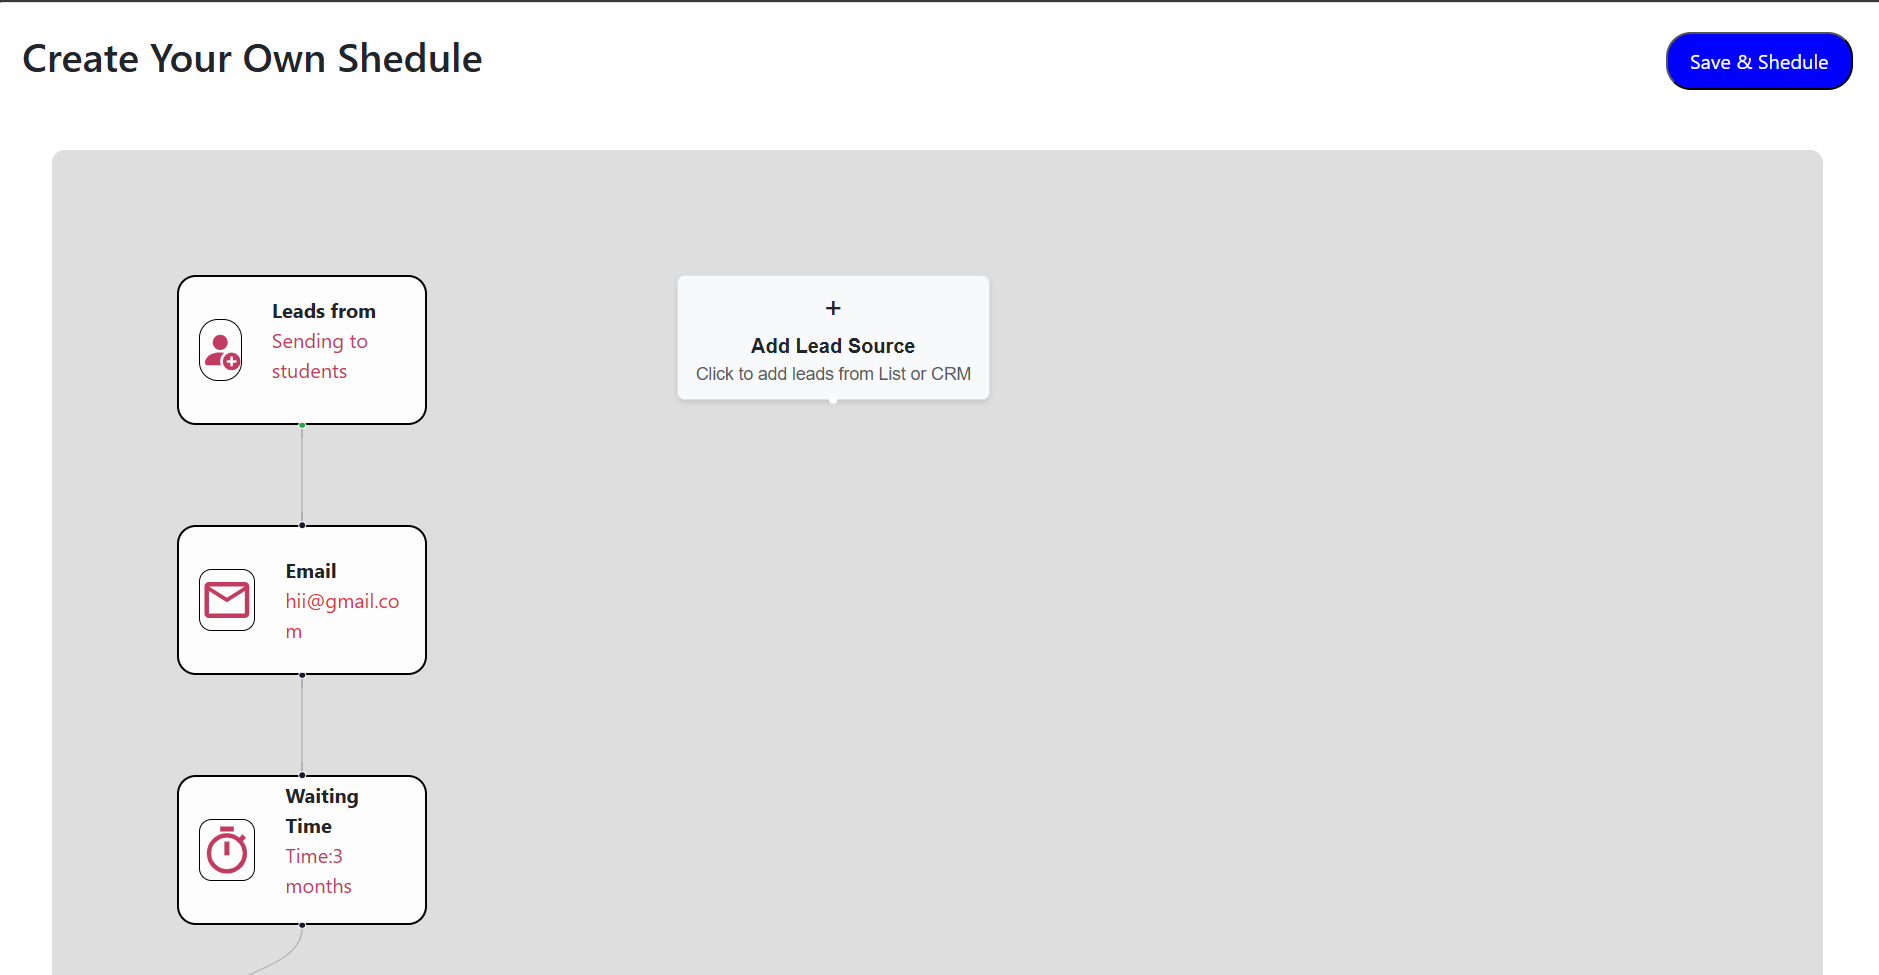 Create Your Own Shedule
Save & Shedule
Leads from
Sending to
students
+
Add Lead Source
Click to add leads from List or CRM
Email
hii@gmail.co
m
Waiting
Time
Time:3
months